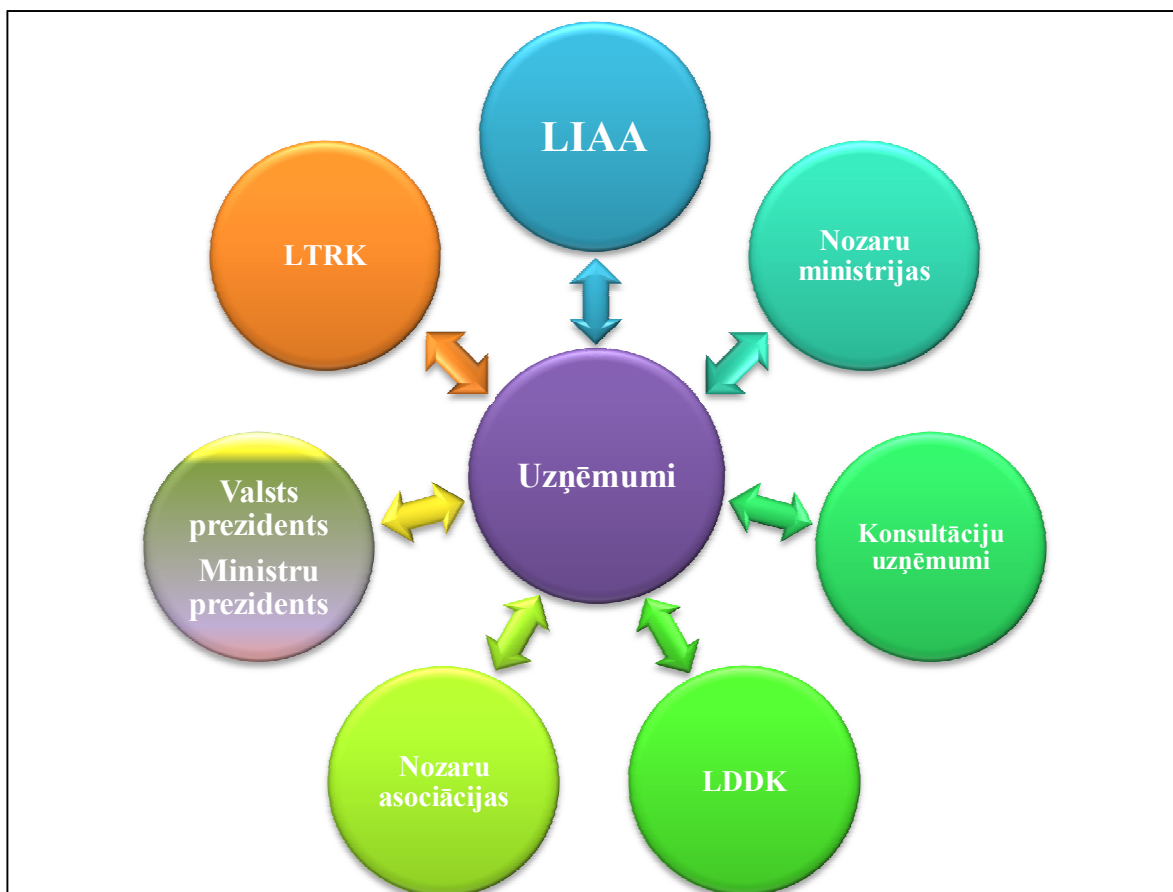 LIAA
LTRK
Nozaru
ministrijas
Uzņēmumi
Valsts
prezidents
Ministru
prezidents
Konsultāciju
uzņēmumi
Nozaru
asociācijas
LDDK